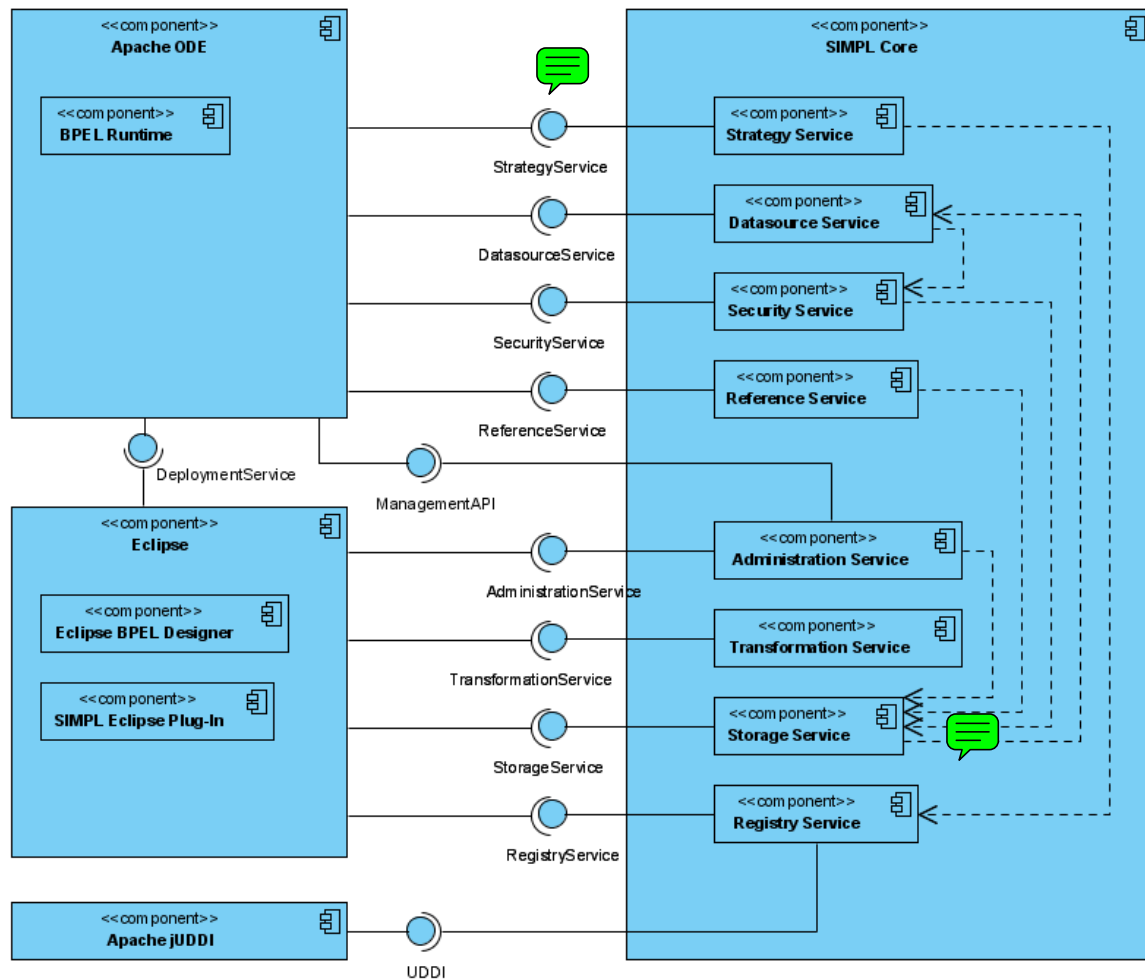 <<component>>
Apache ODE
<<component>>
BPEL Runtime
<<component>>
SIMPL Core
StrategyService
<<component>>
Strategy Service
DatasourceService
<<component>>
Datasource Service
SecurityService
<<component>>
Security Service
ReferenceService
<<component>>
Reference Service
DeploymentService
ManagementAPI
<<component>>
Eclipse
<<component>>
Eclipse BPEL Designer
<<component>>
SIMPL Eclipse Plug-In
AdministrationService
<<component>>
Administration Service
TransformationService
<<component>>
Transformation Service
StorageService
<<component>>
Storage Service
RegistryService
<<component>>
Registry Service
<<component>>
Apache jUDDI
UDDI